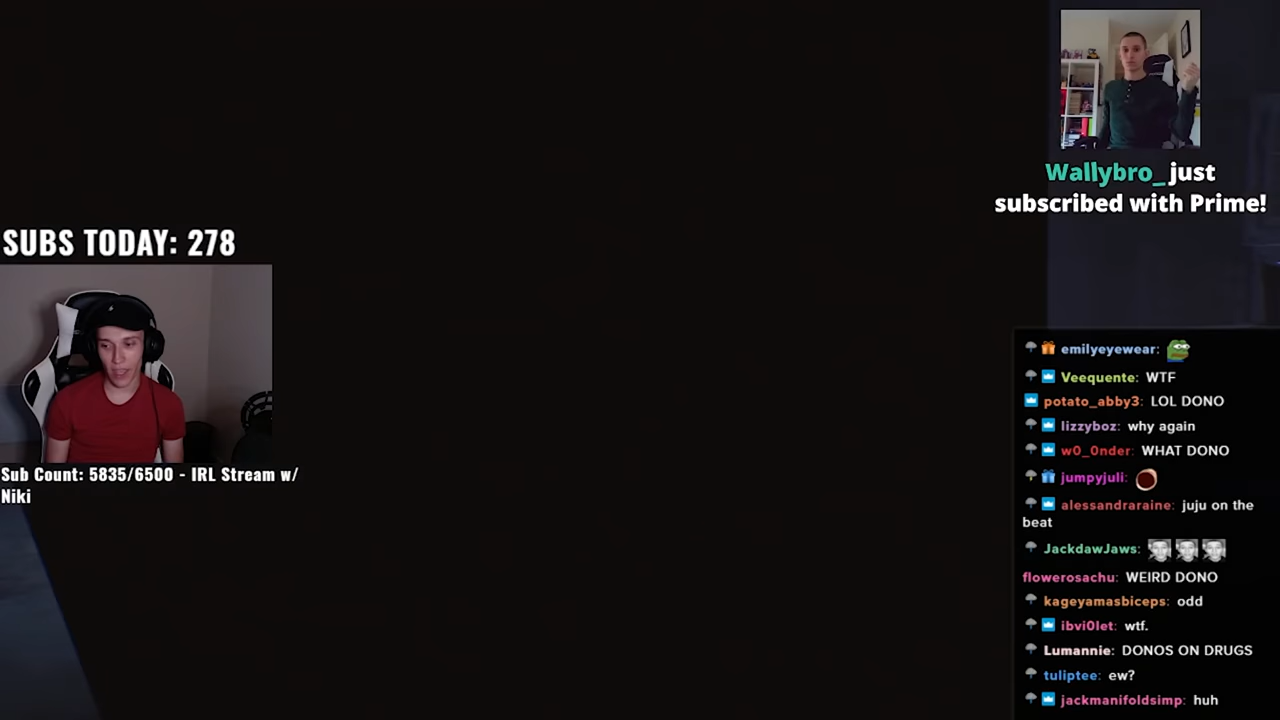 Wallybro_ just
subscribed with Prime!
SUBS TODAY: 278
Sub Count: 5835/6500 - IRL Stream w/
Niki
emilyeyewear:
Veequente: WTF
potato_abby3: LOL DONO
lizzyboz: why again
w0_0nder: WHAT DONO
jumpyjuli:
alessandraraine: juju on the
beat
JackdawJaws:
flowerosachu: WEIRD DONO
kageyamasbiceps: odd
ibvi0let: wtf.
Lumannie: DONOS ON DRUGS
tuliptee: ew?
jackmanifoldsimp: huh